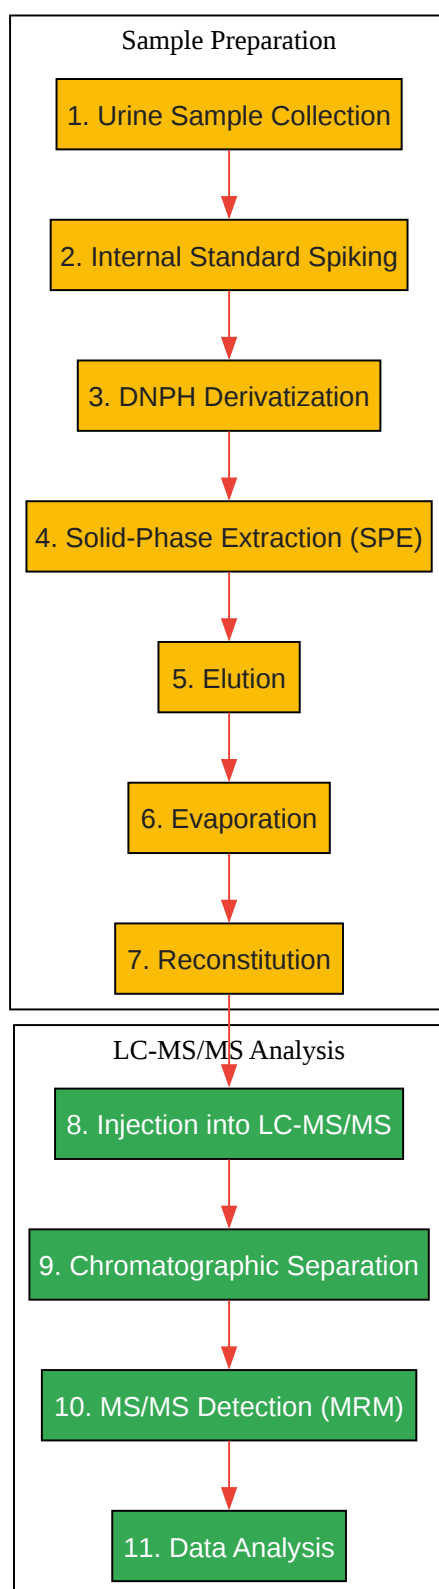 Sample Preparation
1. Urine Sample Collection
2. Internal Standard Spiking
3. DNPH Derivatization
4. Solid-Phase Extraction (SPE)
5. Elution
6. Evaporation
7. Reconstitution
LC-MS/MS Analysis
8. Injection into LC-MS/MS
9. Chromatographic Separation
10. MS/MS Detection (MRM)
11. Data Analysis